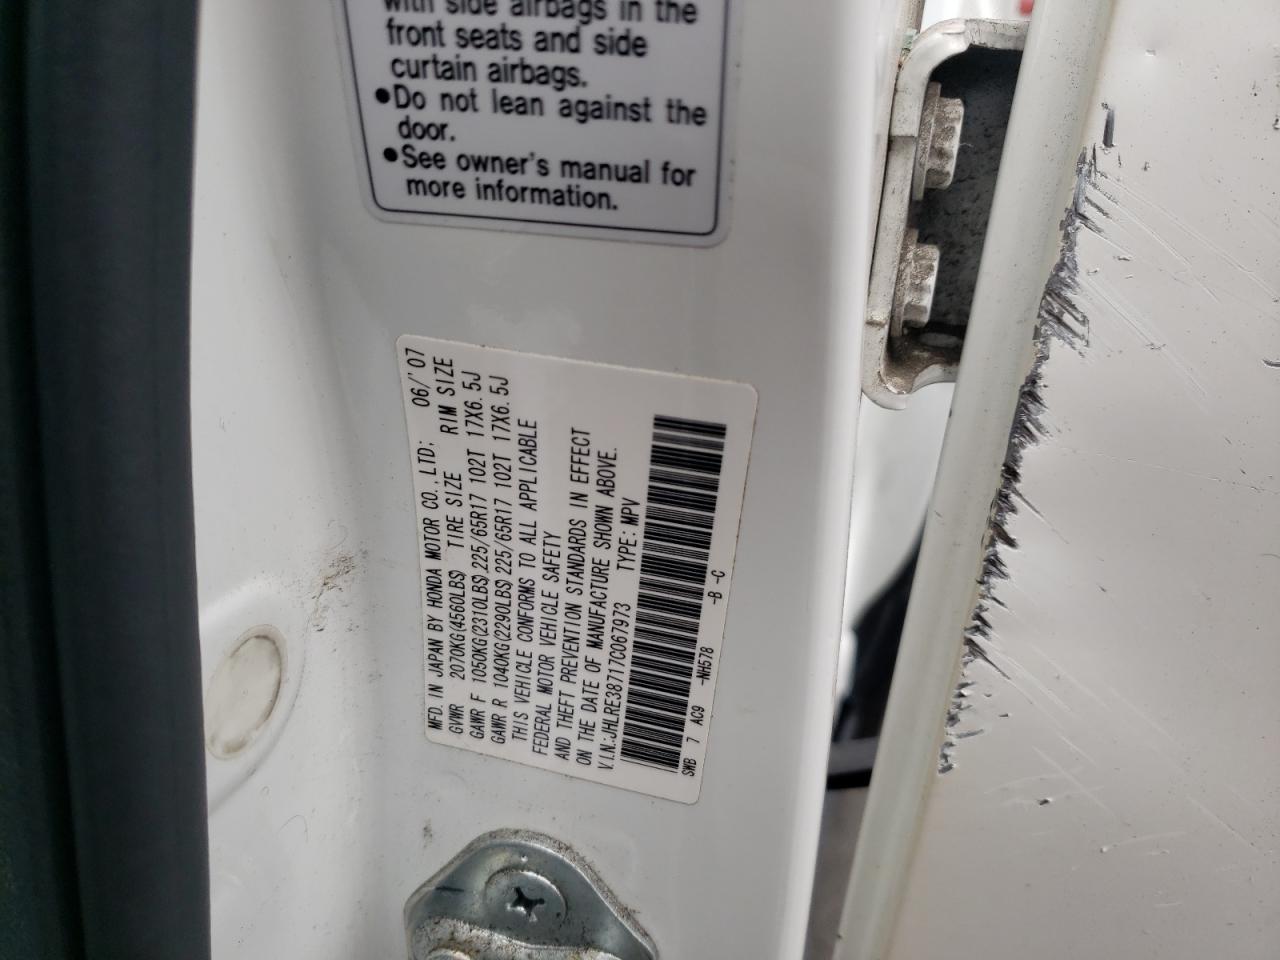 with side airbags in the
front seats and side
curtain airbags.
●Do not lean against the
door.
●See owner's manual for
more information.
MFD. IN JAPAN BY HONDA MOTOR CO., LTD; 06/'07
GVWR 2070KG(4560LBS) TIRE SIZE RIM SIZE
GAWR F 1050KG(2310LBS) 225/65R17 102T 17X6.5J
GAWR R 1040KG(2290LBS) 225/65R17 102T 17X6.5J
THIS VEHICLE CONFORMS TO ALL APPLICABLE
FEDERAL MOTOR VEHICLE SAFETY
AND THEFT PREVENTION STANDARDS IN EFFECT
ON THE DATE OF MANUFACTURE SHOWN ABOVE.
V.I.N.:JHLRE38717C067973 TYPE: MPV
SWB 7 AC9 -NH578 -B -C